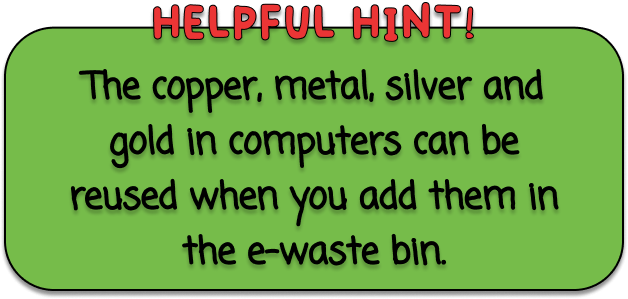 HELPFUL HINT!
The copper, metal, silver and
gold in computers can be
reused when you add them in
the e-waste bin.